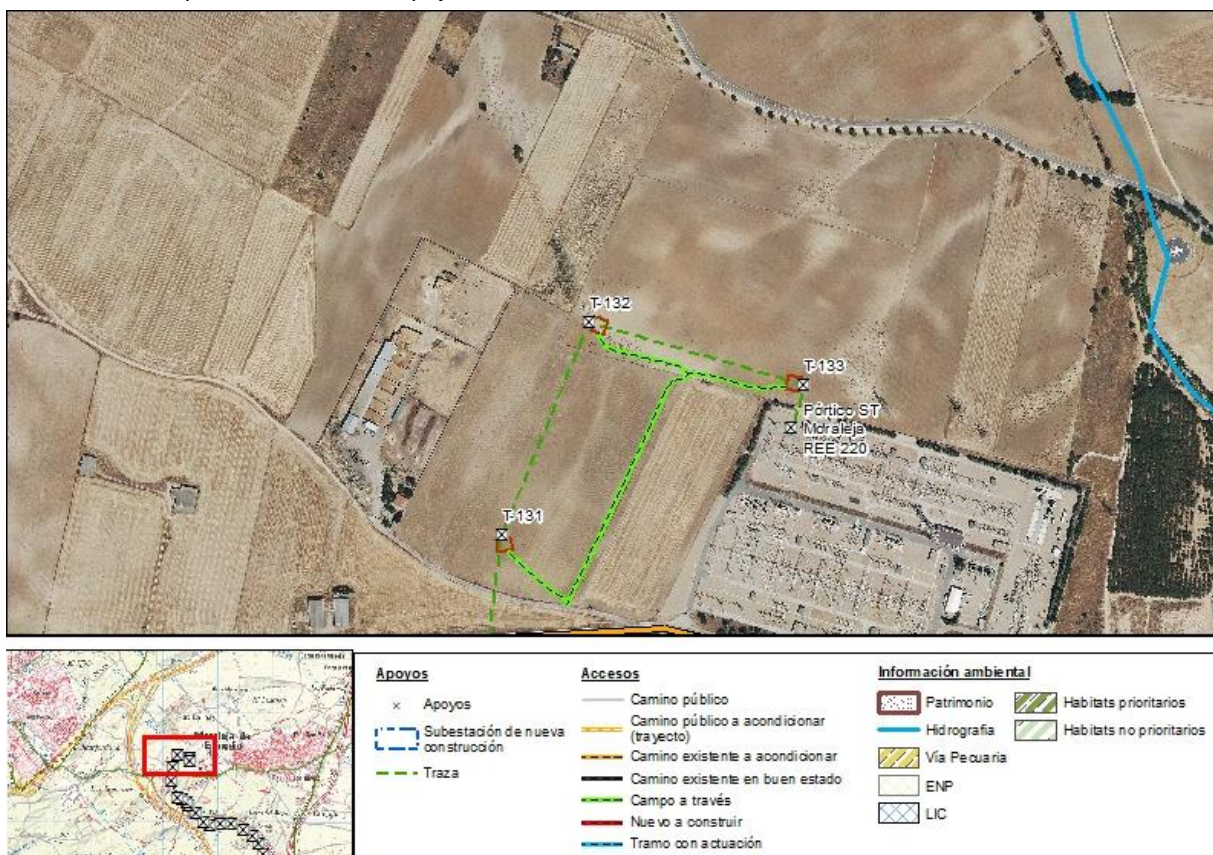 T-132
T-133
Pórtico ST
Moraleja
REE 220
T-131
Apoyos
Apoyos
Subestación de nueva
construcción
Traza
Accesos
Camino público
Camino público a acondicionar
(trayecto)
Camino existente a acondicionar
Camino existente en buen estado
Campo a través
Nuevo a construir
Tramo con actuación
Información ambiental
Patrimonio
Hidrografia
Vía Pecuaria
ENP
LIC
Habitats prioritarios
Habitats no prioritarios